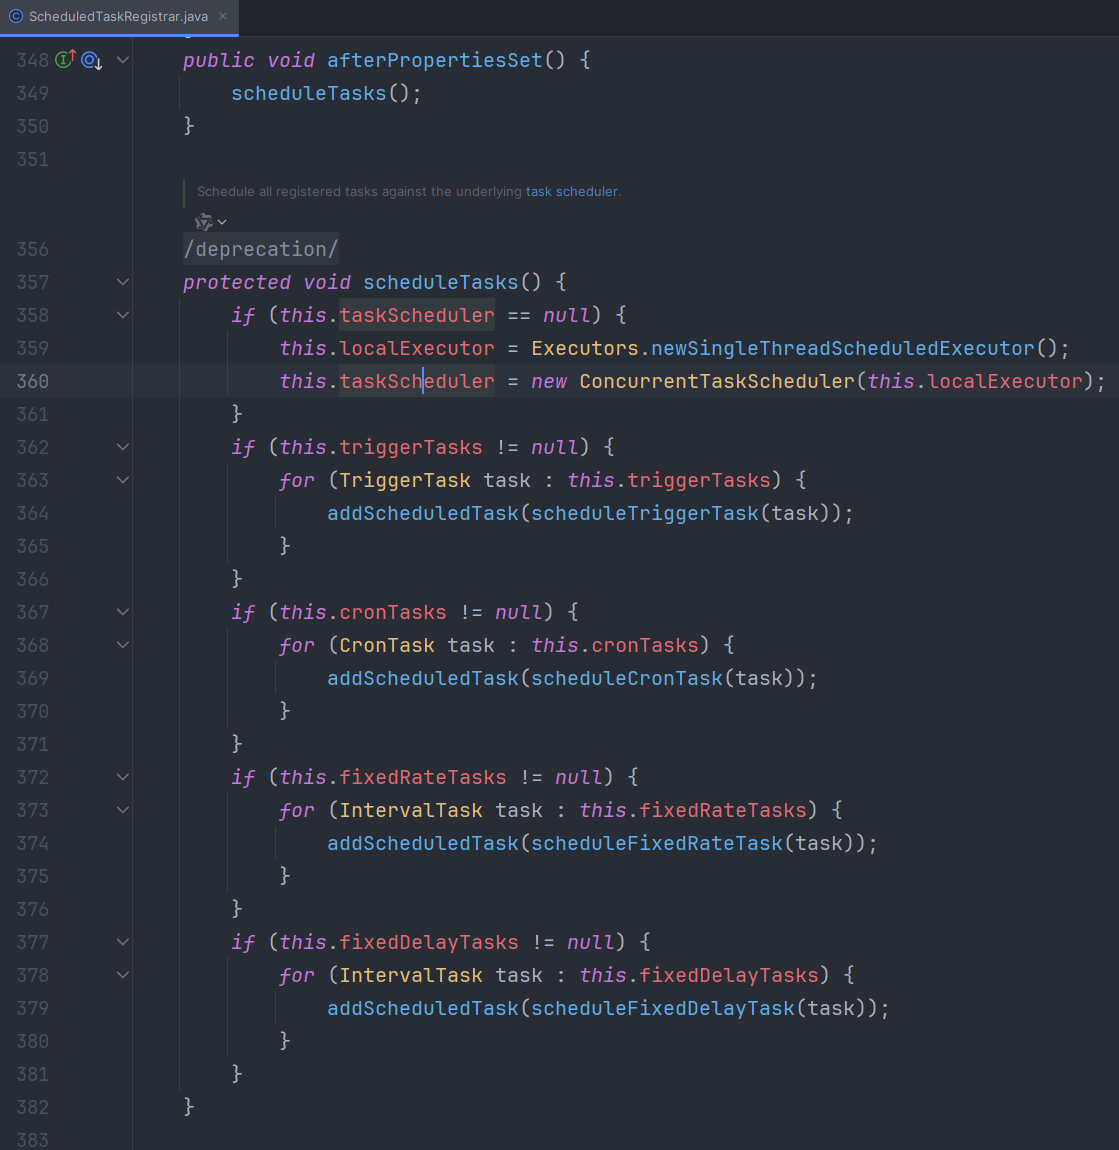 ScheduledTaskRegistrar.java
348 public void afterPropertiesSet() {
349 scheduleTasks();
350 }
351
Schedule all registered tasks against the underlying task scheduler.
356 /deprecation/
357 protected void scheduleTasks() {
358 if (this.taskScheduler == null) {
359 this.localExecutor = Executors.newSingleThreadScheduledExecutor();
360 this.taskScheduler = new ConcurrentTaskScheduler(this.localExecutor);
361 }
362 if (this.triggerTasks != null) {
363 for (TriggerTask task : this.triggerTasks) {
364 addScheduledTask(scheduleTriggerTask(task));
365 }
366 }
367 if (this.cronTasks != null) {
368 for (CronTask task : this.cronTasks) {
369 addScheduledTask(scheduleCronTask(task));
370 }
371 }
372 if (this.fixedRateTasks != null) {
373 for (IntervalTask task : this.fixedRateTasks) {
374 addScheduledTask(scheduleFixedRateTask(task));
375 }
376 }
377 if (this.fixedDelayTasks != null) {
378 for (IntervalTask task : this.fixedDelayTasks) {
379 addScheduledTask(scheduleFixedDelayTask(task));
380 }
381 }
382 }
383